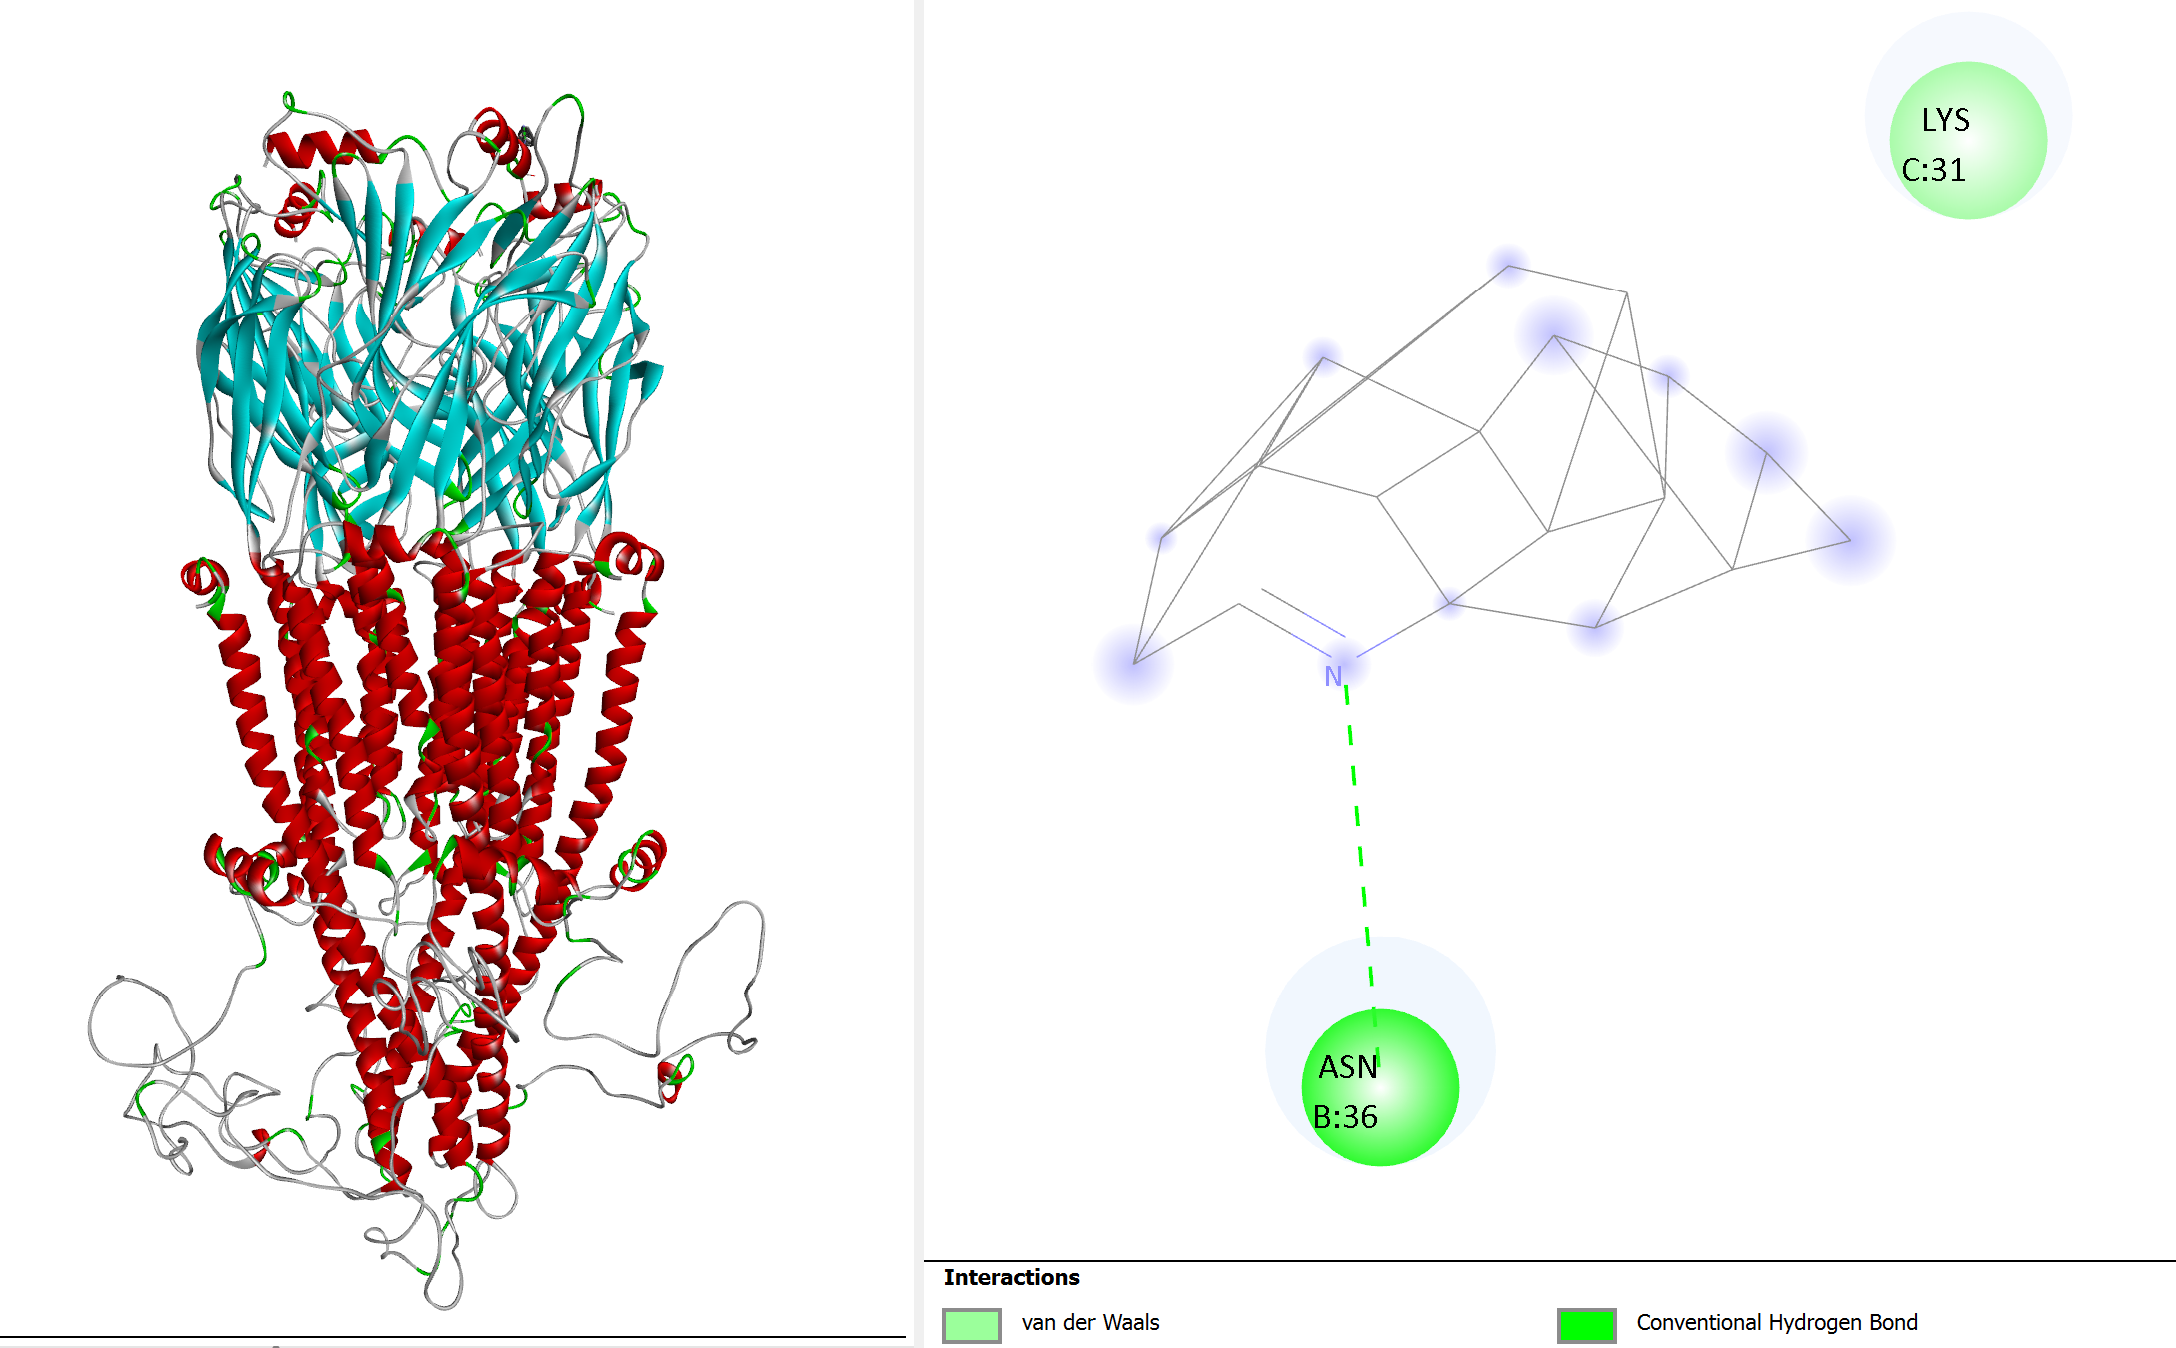 LYS
C:31
N
ASN
B:36
Interactions
van der Waals
Conventional Hydrogen Bond